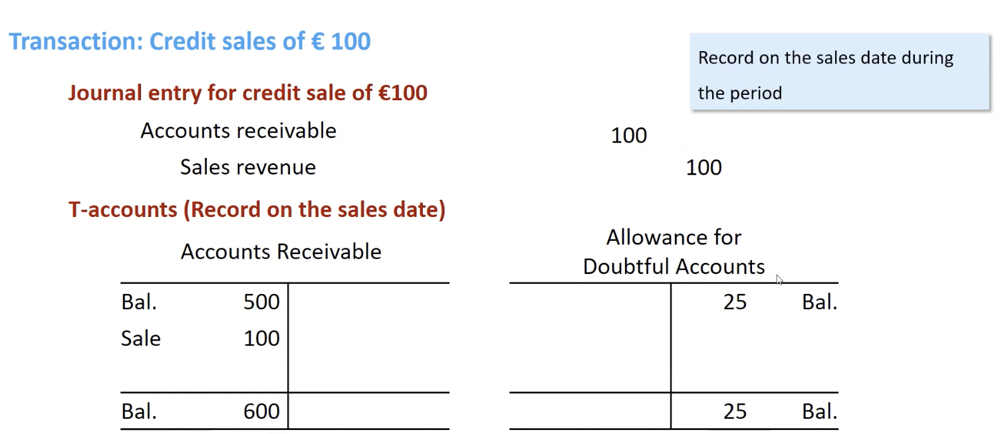 Transaction: Credit sales of € 100
Record on the sales date during
the period
Journal entry for credit sale of €100
Accounts receivable 100
Sales revenue 100
T-accounts (Record on the sales date)
Accounts Receivable
Bal. 500
Sale 100
Bal. 600
Allowance for
Doubtful Accounts
25 Bal.
25 Bal.